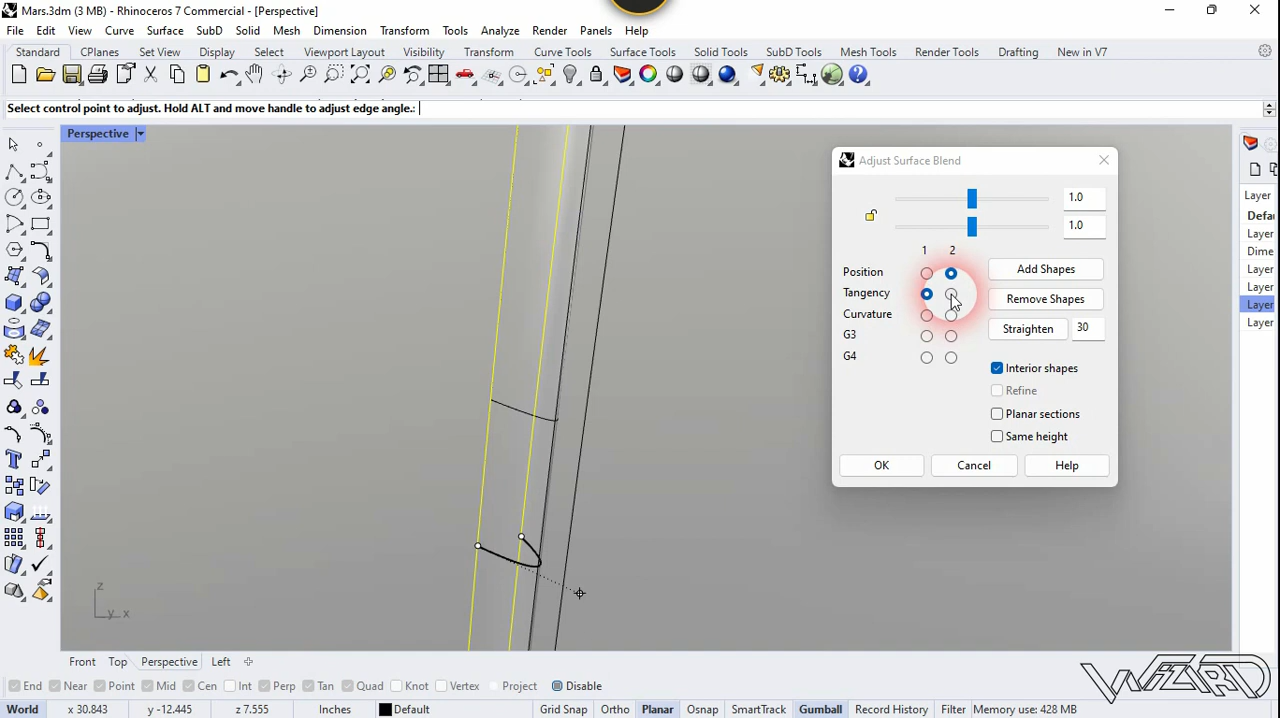 Mars.3dm (3 MB) - Rhinoceros 7 Commercial - [Perspective]
File Edit View Curve Surface SubD Solid Mesh Dimension Transform Tools Analyze Render Panels Help
Standard CPlanes Set View Display Select Viewport Layout Visibility Transform Curve Tools Surface Tools Solid Tools SubD Tools Mesh Tools Render Tools Drafting New in V7
Select control point to adjust. Hold ALT and move handle to adjust edge angle.:
Perspective
Adjust Surface Blend
1.0
1.0
1 2
Position
Tangency
Curvature
G3
G4
Add Shapes
Remove Shapes
Straighten 30
Interior shapes
Refine
Planar sections
Same height
OK Cancel Help
Layer
Defau
Layer
Dime
Layer
Layer
Layer
Layer
z
y x
WIZARD
Front Top Perspective Left
End Near Point Mid Cen Int Perp Tan Quad Knot Vertex Project Disable
World x 30.843 y -12.445 z 7.555 Inches Default Grid Snap Ortho Planar Osnap SmartTrack Gumball Record History Filter Memory use: 428 MB